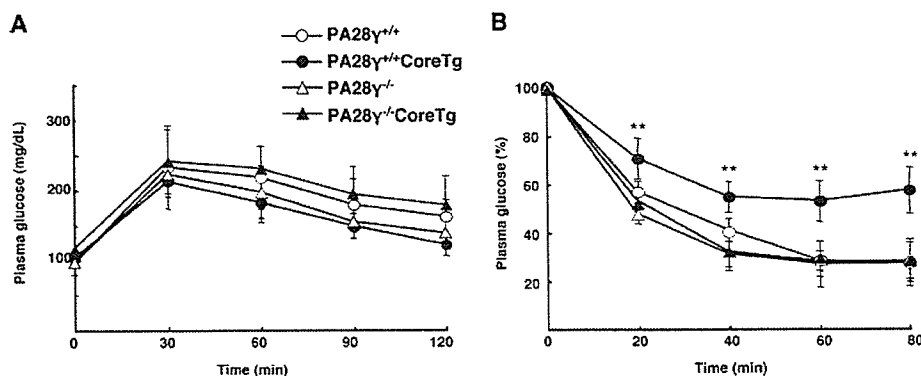 A
PA28γ+/+
PA28γ+/+CoreTg
PA28γ-/-
PA28γ-/-CoreTg
Plasma glucose (mg/dL)
300
200
100
0 30 60 90 120
Time (min)
B
Plasma glucose (%)
100
80
60
40
20
** ** ** **
0 20 40 60 80
Time (min)